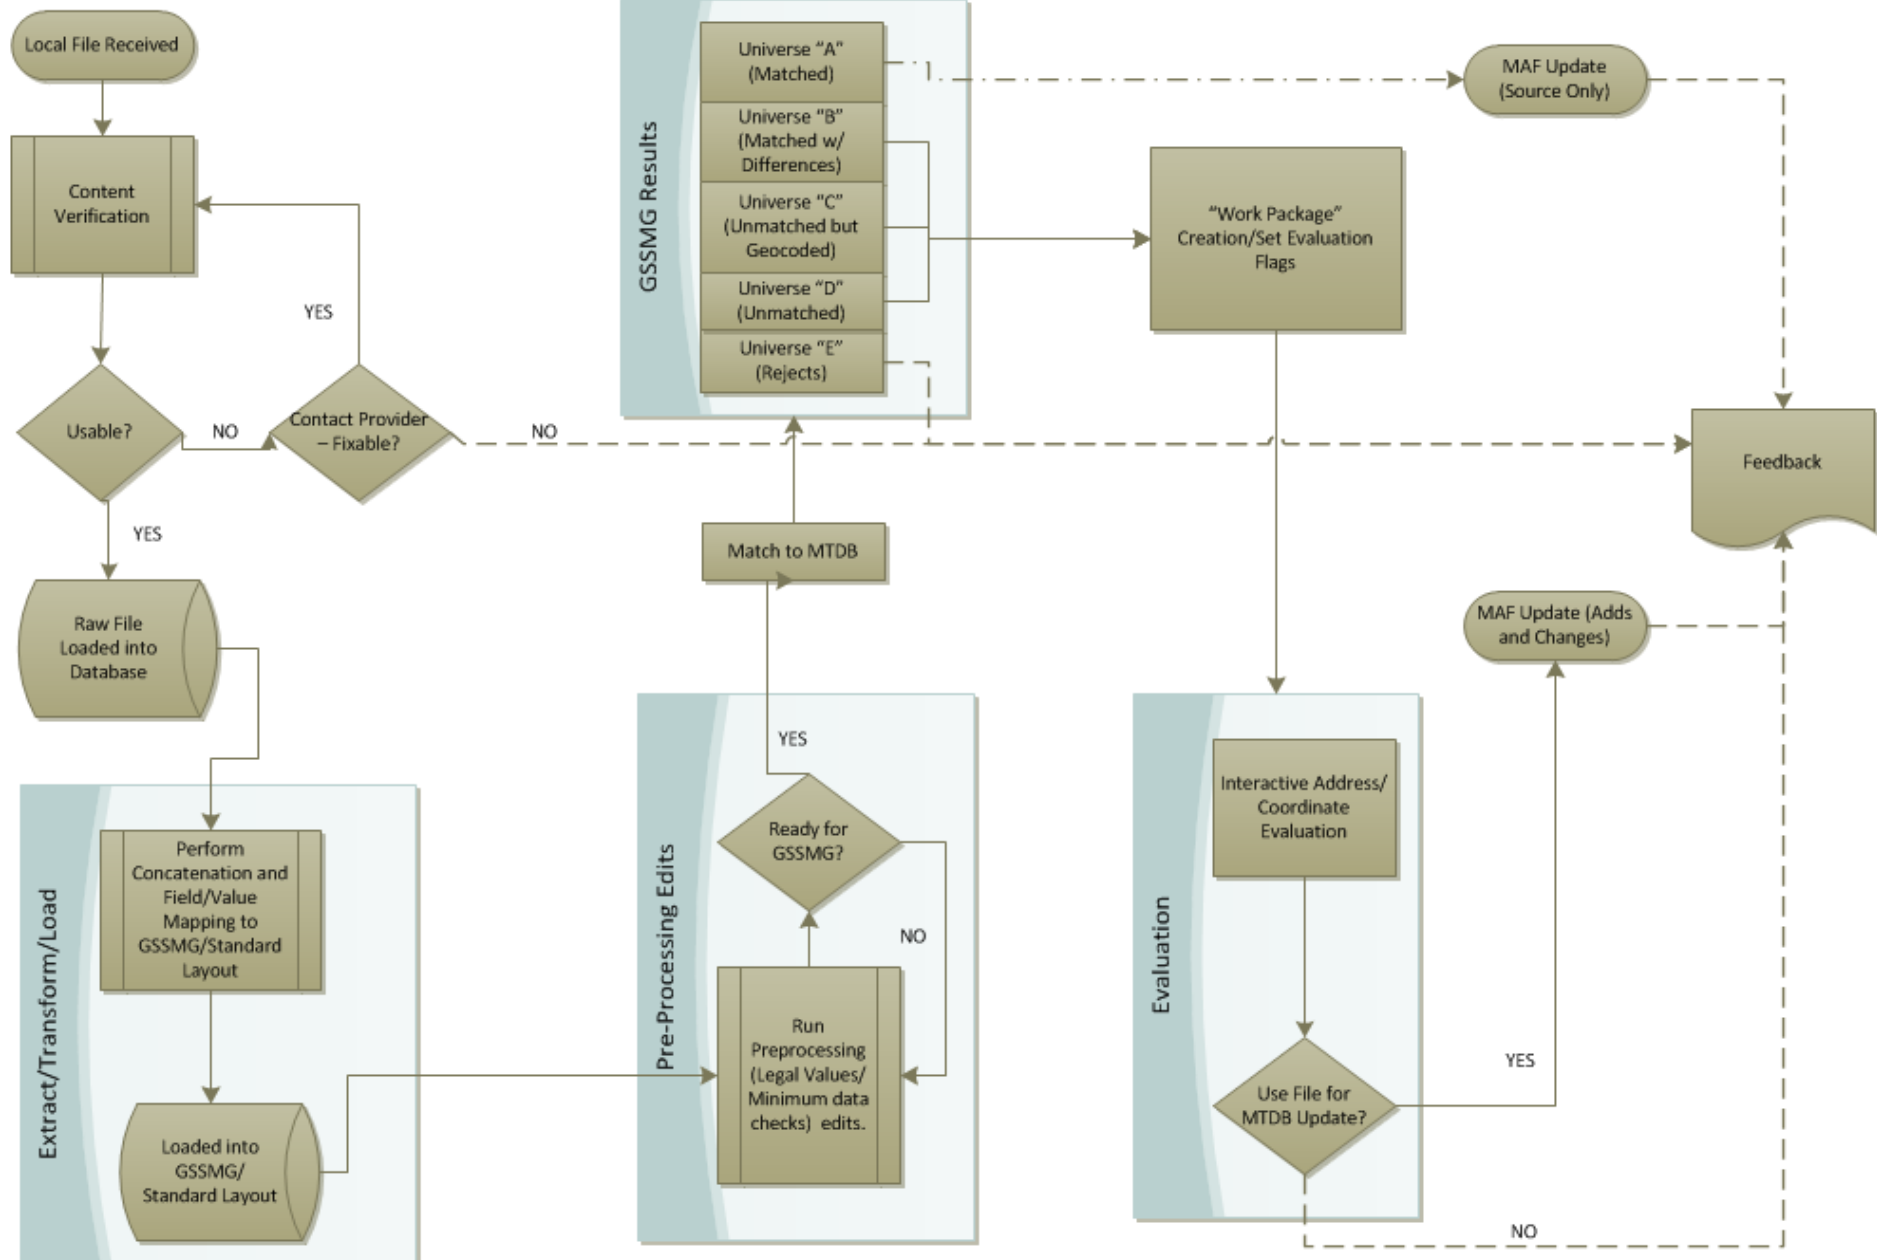 Local File Received
Content
Verification
YES
Usable?
NO
Contact Provider
– Fixable?
NO
YES
Raw File
Loaded into
Database
Extract/Transform/Load
Perform
Concatenation and
Field/Value
Mapping to
GSSMG/Standard
Layout
Loaded into
GSSMG/
Standard Layout
Pre-Processing Edits
Run
Preprocessing
(Legal Values/
Minimum data
checks) edits.
NO
Ready for
GSSMG?
YES
Match to MTDB
GSSMG Results
Universe “A”
(Matched)
Universe “B”
(Matched w/
Differences)
Universe “C”
(Unmatched but
Geocoded)
Universe “D”
(Unmatched)
Universe “E”
(Rejects)
“Work Package”
Creation/Set Evaluation
Flags
MAF Update
(Source Only)
Feedback
MAF Update (Adds
and Changes)
Evaluation
Interactive Address/
Coordinate
Evaluation
Use File for
MTDB Update?
YES
NO